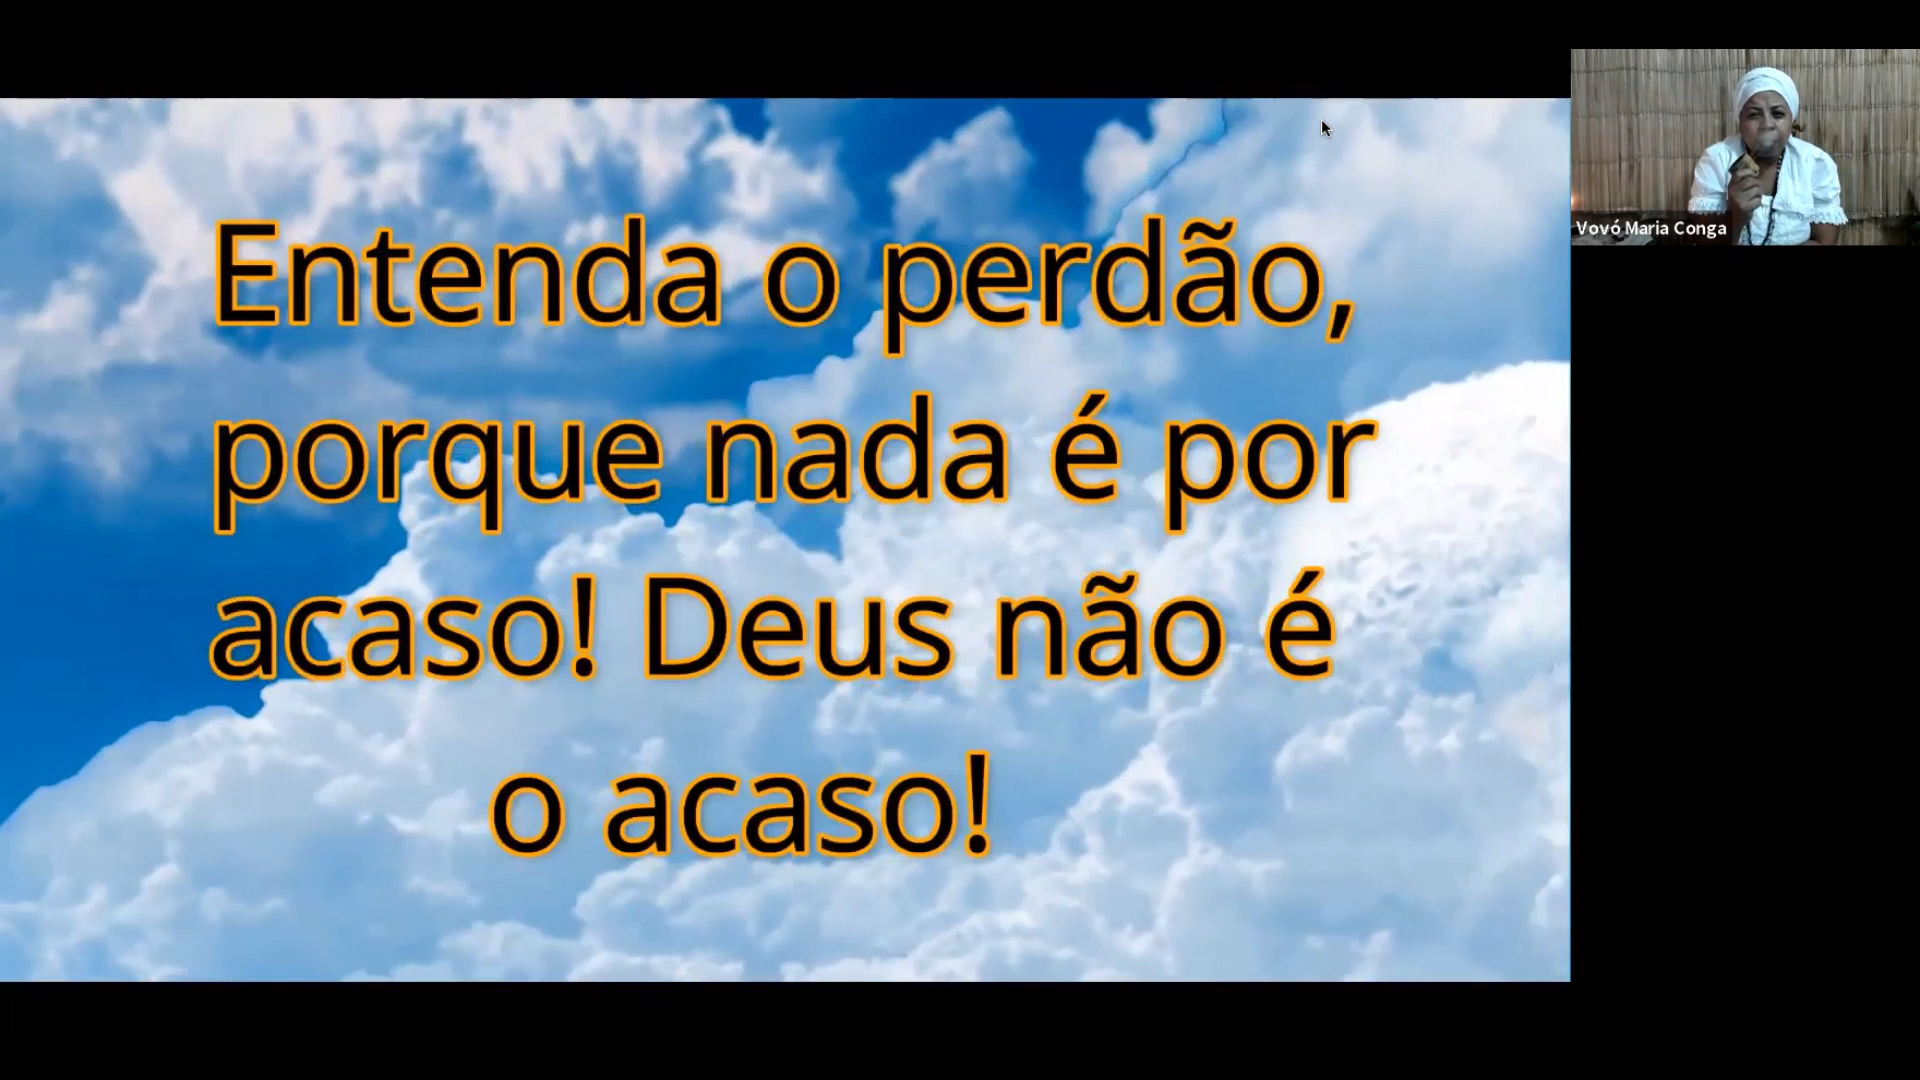 Entenda o perdão,
porque nada é por
acaso! Deus não é
o acaso!
Vovó Maria Conga